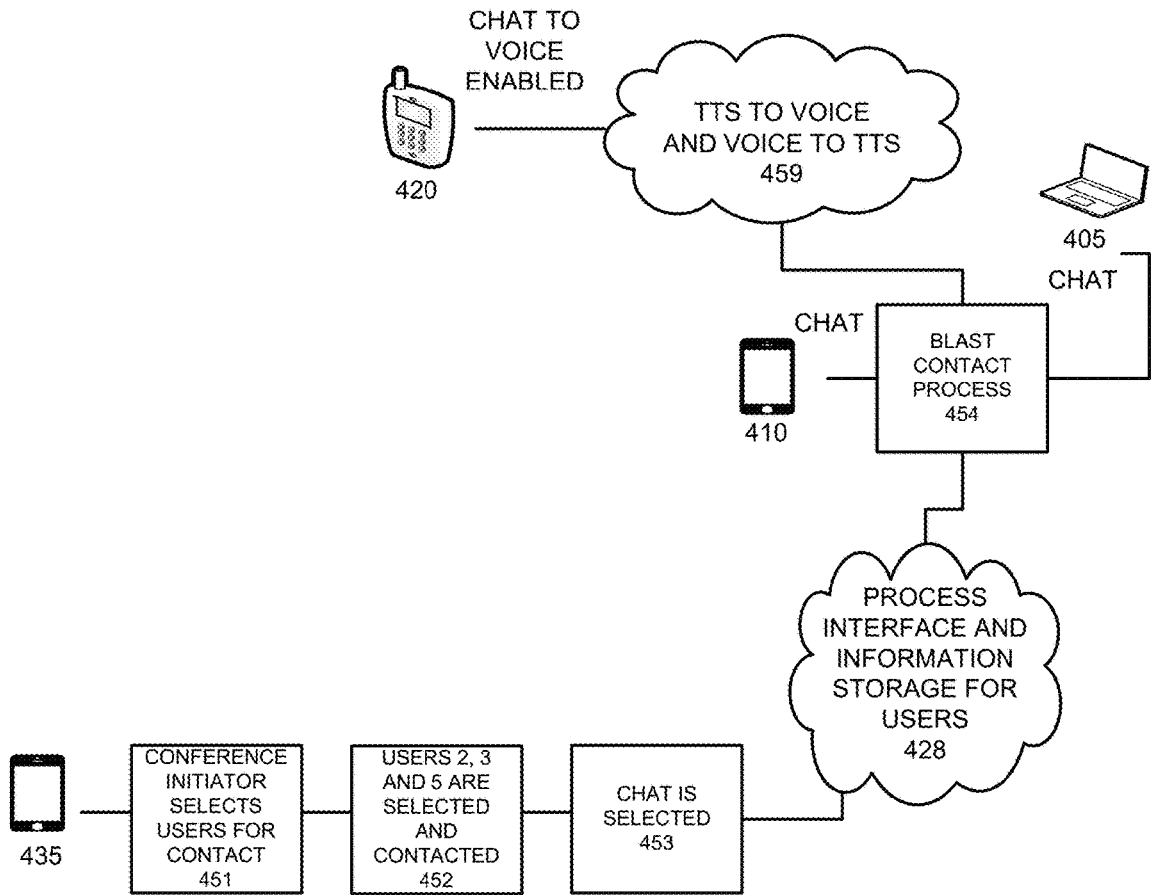 CHAT TO
VOICE
ENABLED
420
TTS TO VOICE
AND VOICE TO TTS
459
405
CHAT
CHAT
410
BLAST
CONTACT
PROCESS
454
PROCESS
INTERFACE AND
INFORMATION
STORAGE FOR
USERS
428
435
CONFERENCE
INITIATOR
SELECTS
USERS FOR
CONTACT
451
USERS 2, 3
AND 5 ARE
SELECTED
AND
CONTACTED
452
CHAT IS
SELECTED
453